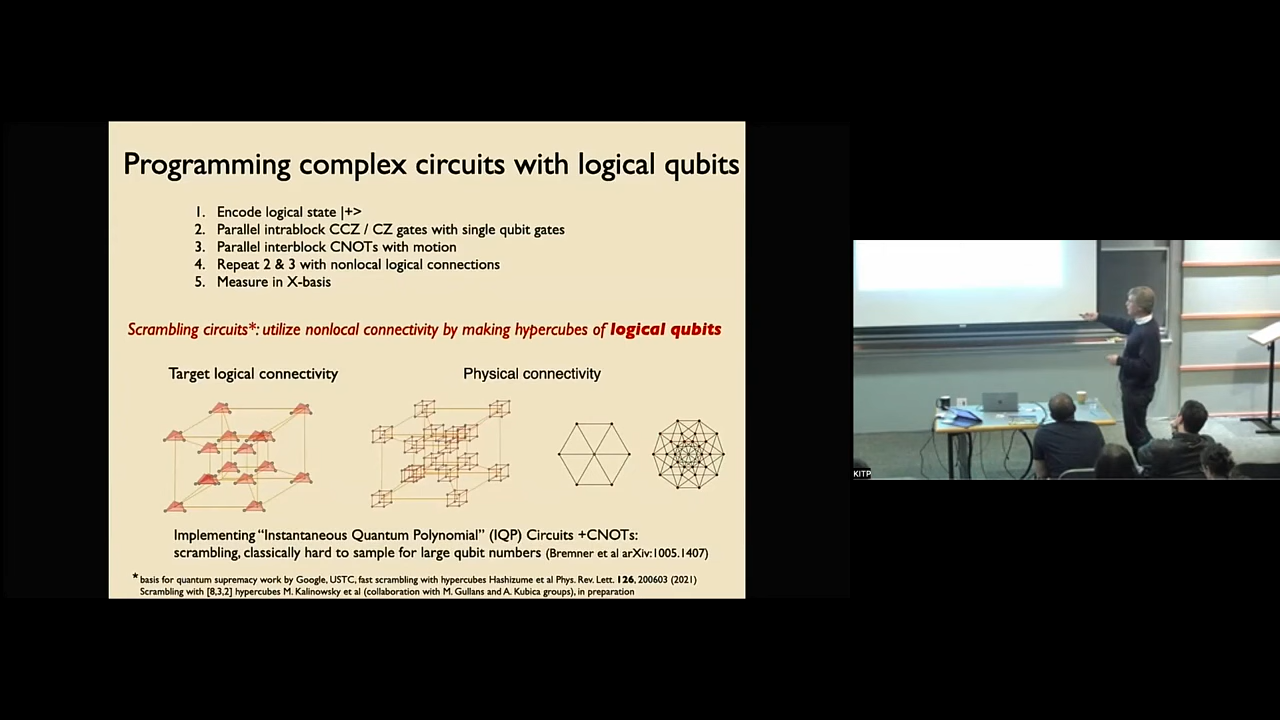 Programming complex circuits with logical qubits
1. Encode logical state |+>
2. Parallel intrablock CCZ / CZ gates with single qubit gates
3. Parallel interblock CNOTs with motion
4. Repeat 2 & 3 with nonlocal logical connections
5. Measure in X-basis
Scrambling circuits*: utilize nonlocal connectivity by making hypercubes of logical qubits
Target logical connectivity
Physical connectivity
Implementing “Instantaneous Quantum Polynomial” (IQP) Circuits +CNOTs:
scrambling, classically hard to sample for large qubit numbers (Bremner et al arXiv:1005.1407)
* basis for quantum supremacy work by Google, USTC, fast scrambling with hypercubes Hashizume et al Phys. Rev. Lett. 126, 200603 (2021)
Scrambling with [8,3,2] hypercubes M. Kalinowsky et al (collaboration with M. Gullans and A. Kubica groups), in preparation
KITP